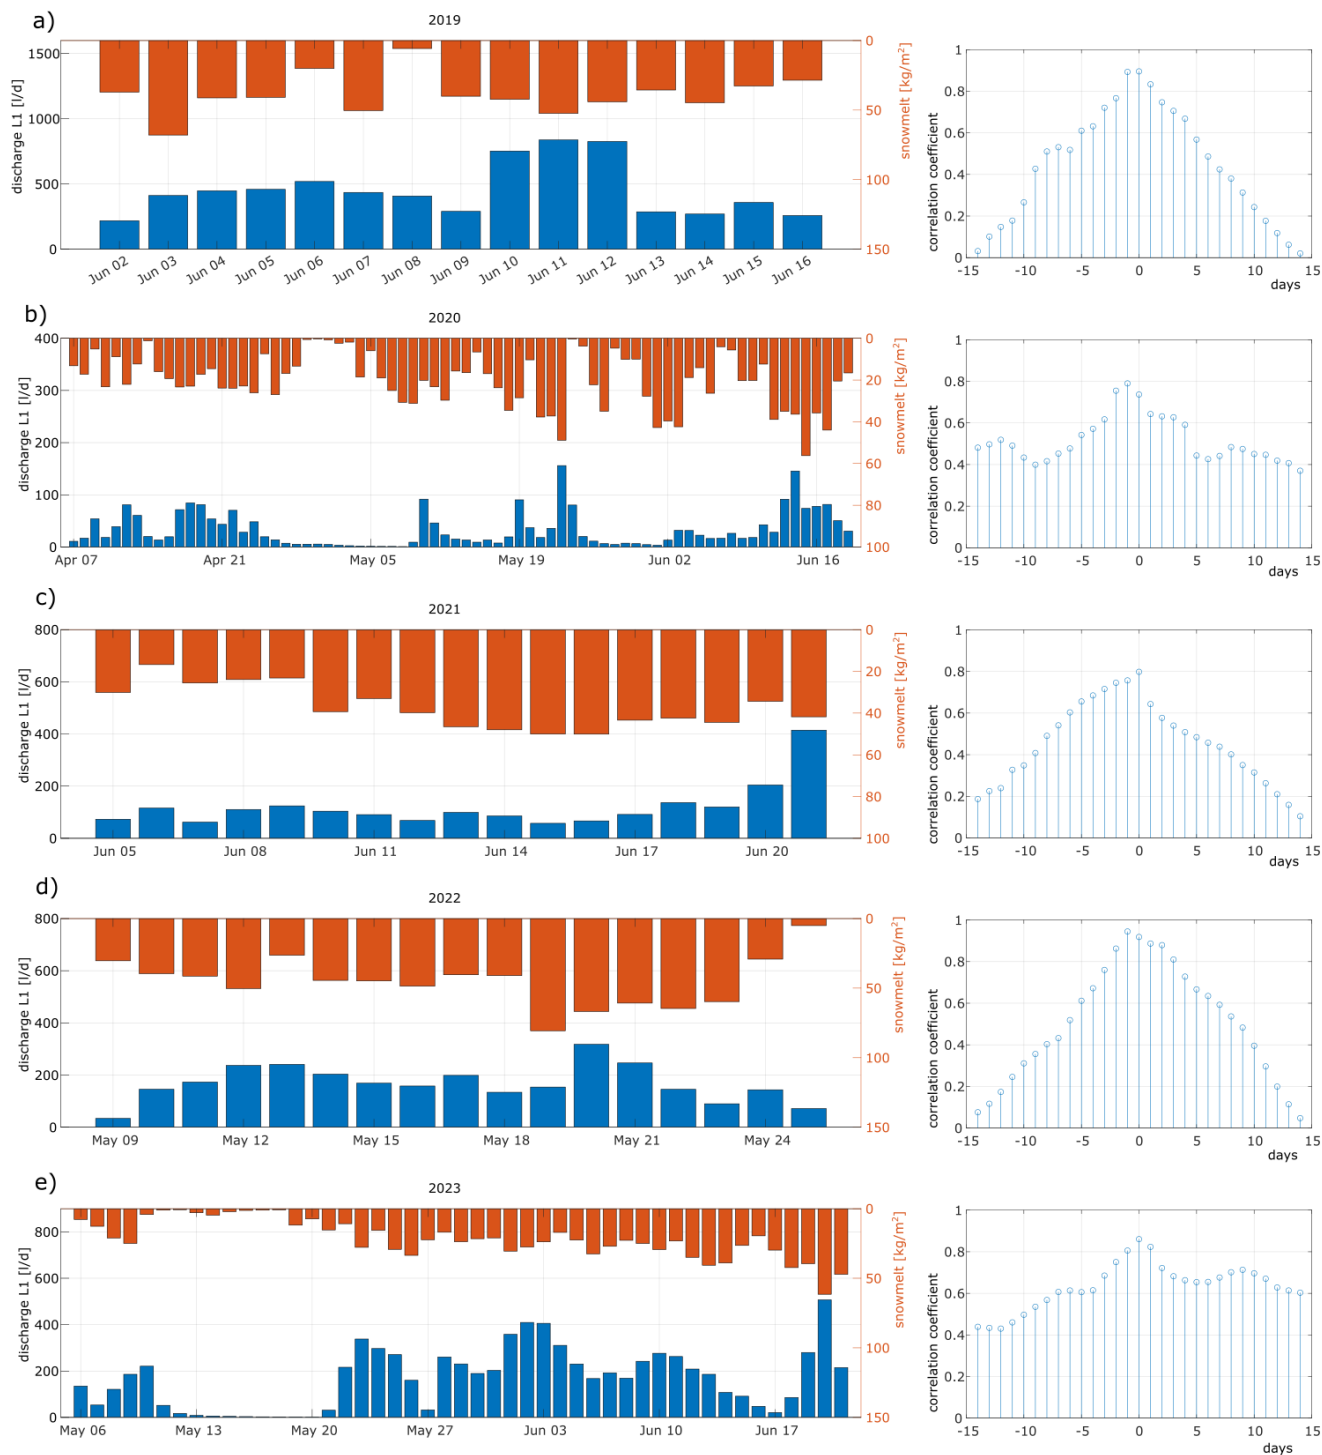 a)
2019
discharge L1 [l/d]
1500
1000
500
0
0
50
100
150
snowmelt [kg/m²]
Jun 02 Jun 03 Jun 04 Jun 05 Jun 06 Jun 07 Jun 08 Jun 09 Jun 10 Jun 11 Jun 12 Jun 13 Jun 14 Jun 15 Jun 16
correlation coefficient
1
0.8
0.6
0.4
0.2
0
-15 -10 -5 0 5 10 15
days
b)
2020
discharge L1 [l/d]
400
300
200
100
0
0
20
40
60
80
100
snowmelt [kg/m²]
Apr 07 Apr 21 May 05 May 19 Jun 02 Jun 16
correlation coefficient
1
0.8
0.6
0.4
0.2
0
-15 -10 -5 0 5 10 15
days
c)
2021
discharge L1 [l/d]
800
600
400
200
0
0
20
40
60
80
100
snowmelt [kg/m²]
Jun 05 Jun 08 Jun 11 Jun 14 Jun 17 Jun 20
correlation coefficient
1
0.8
0.6
0.4
0.2
0
-15 -10 -5 0 5 10 15
days
d)
2022
discharge L1 [l/d]
800
600
400
200
0
0
50
100
150
snowmelt [kg/m²]
May 09 May 12 May 15 May 18 May 21 May 24
correlation coefficient
1
0.8
0.6
0.4
0.2
0
-15 -10 -5 0 5 10 15
days
e)
2023
discharge L1 [l/d]
800
600
400
200
0
0
50
100
150
snowmelt [kg/m²]
May 06 May 13 May 20 May 27 Jun 03 Jun 10 Jun 17
correlation coefficient
1
0.8
0.6
0.4
0.2
0
-15 -10 -5 0 5 10 15
days